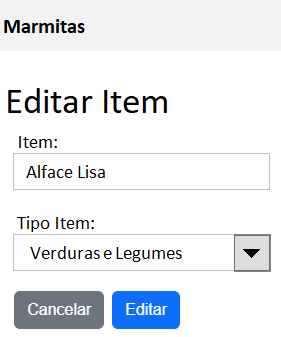 Marmitas
Editar Item
Item:
Alface Lisa
Tipo Item:
Verduras e Legumes
Cancelar Editar